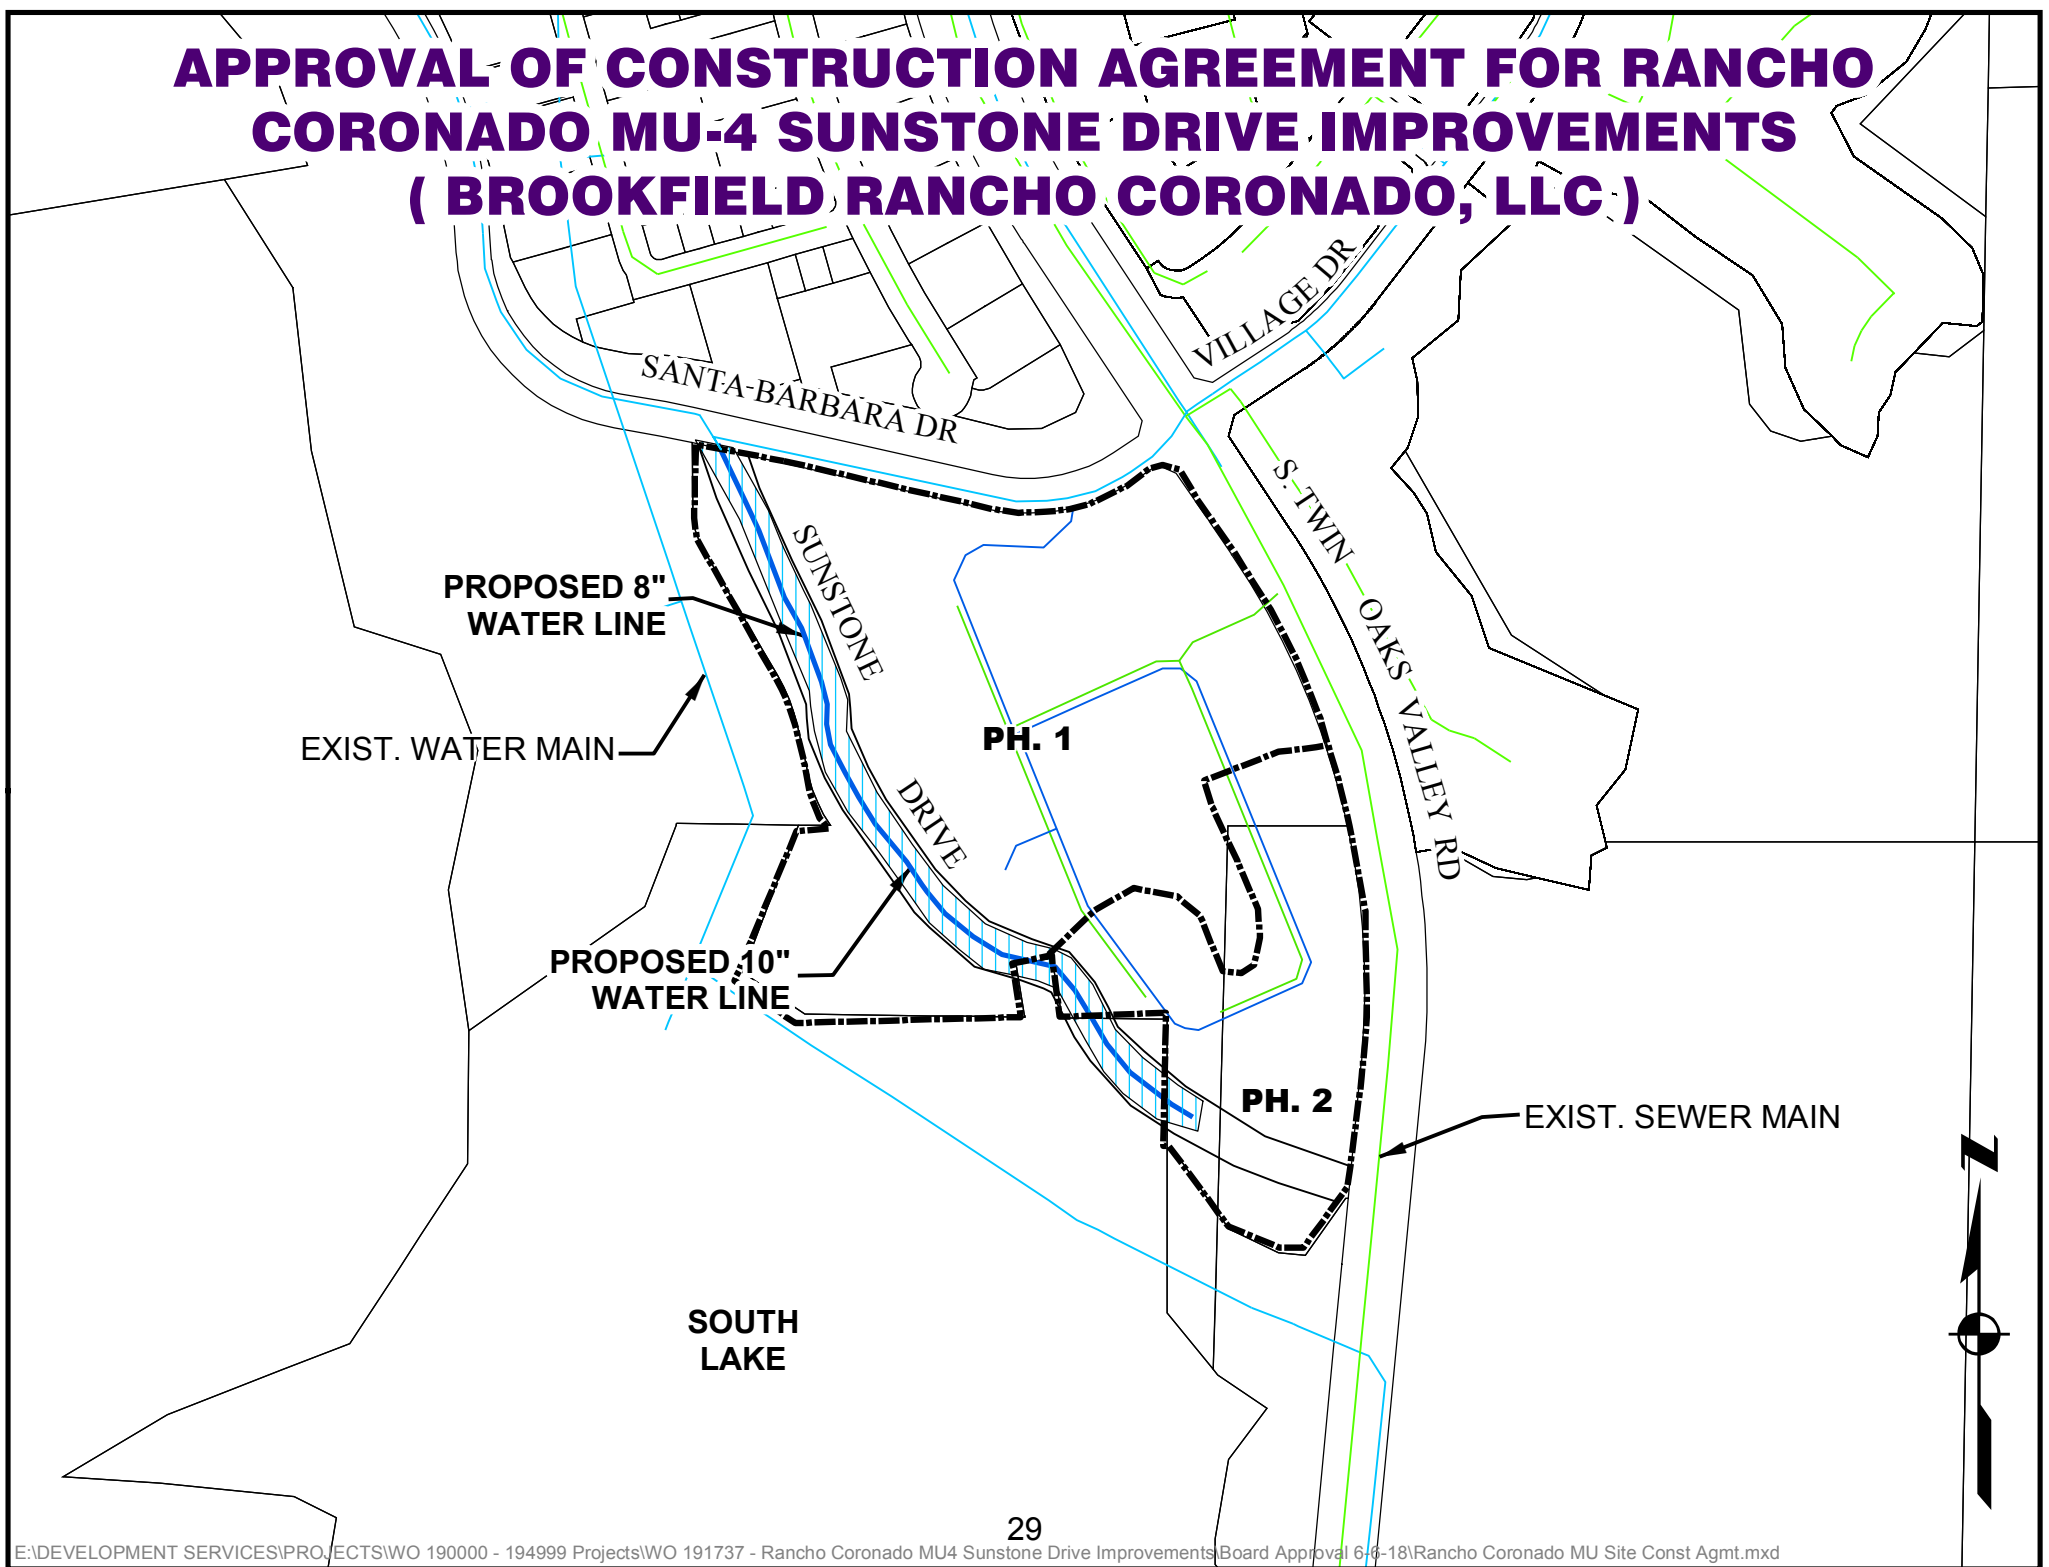 APPROVAL OF CONSTRUCTION AGREEMENT FOR RANCHO
CORONADO MU-4 SUNSTONE DRIVE IMPROVEMENTS
( BROOKFIELD RANCHO CORONADO, LLC )
VILLAGE DR
SANTA BARBARA DR
S. TWIN OAKS VALLEY RD
SUNSTONE DRIVE
PROPOSED 8"
WATER LINE
EXIST. WATER MAIN
PH. 1
PROPOSED 10"
WATER LINE
PH. 2
EXIST. SEWER MAIN
N
SOUTH
LAKE
29
E:\DEVELOPMENT SERVICES\PROJECTS\WO 190000 - 194999 Projects\WO 191737 - Rancho Coronado MU4 Sunstone Drive Improvements\Board Approval 6-6-18\Rancho Coronado MU Site Const Agmt.mxd